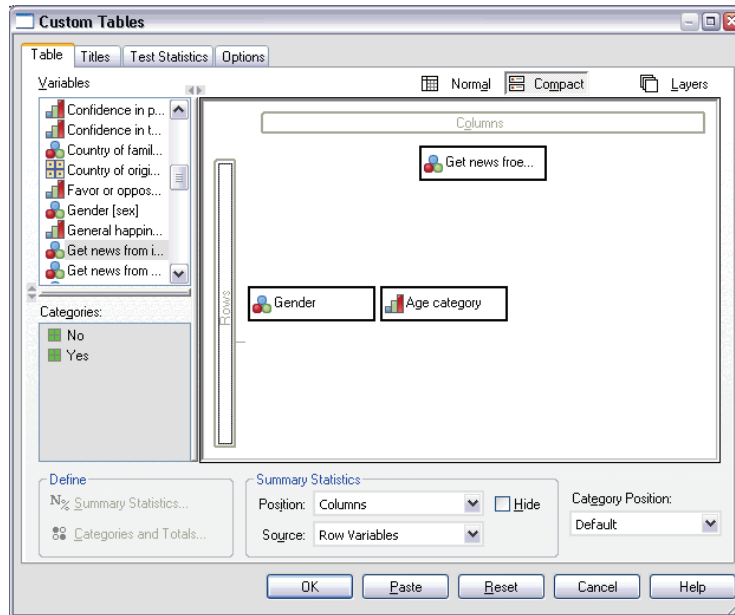 Custom Tables
Table Titles Test Statistics Options
Variables
Normal Compact Layers
Confidence in p...
Confidence in t...
Country of famil...
Country of origi...
Favor or oppos...
Gender [sex]
General happin...
Get news from i...
Get news from ...
Columns
Get news froe...
Rows
Gender Age category
Categories:
No
Yes
Define
N% Summary Statistics...
Categories and Totals...
Summary Statistics
Position: Columns Hide
Source: Row Variables
Category Position:
Default
OK Paste Reset Cancel Help